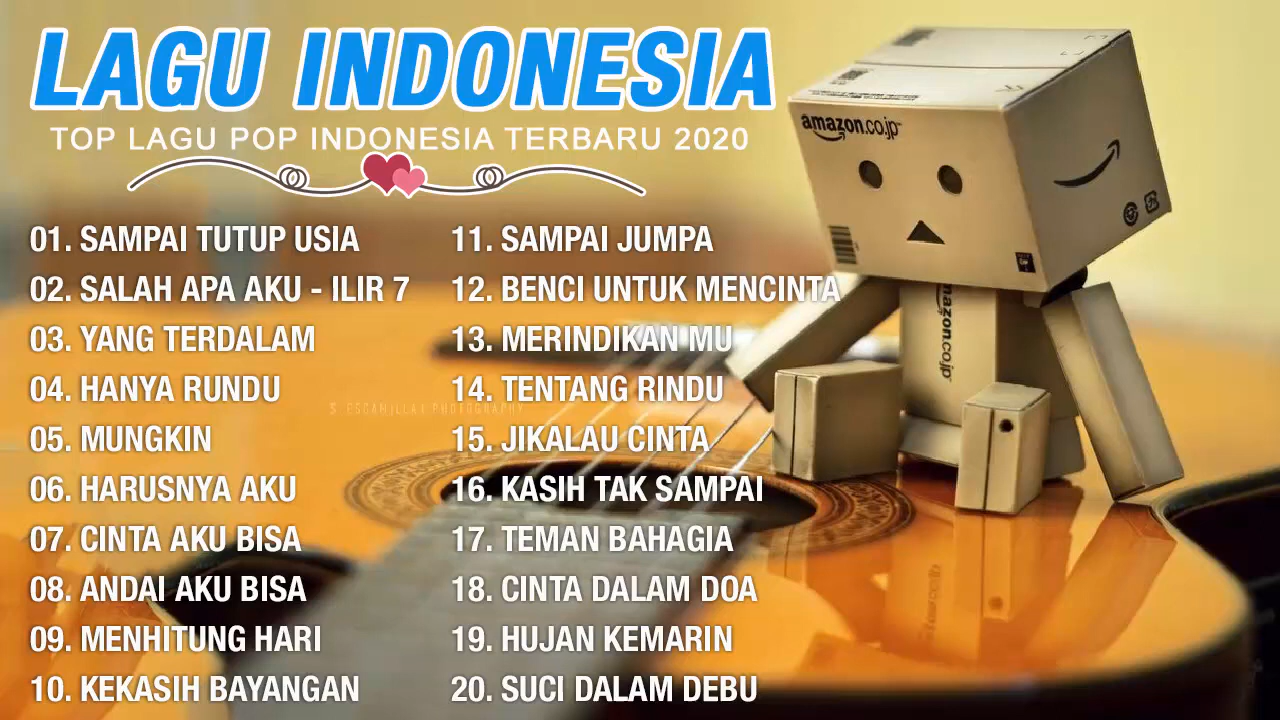 LAGU INDONESIA
TOP LAGU POP INDONESIA TERBARU 2020
01. SAMPAI TUTUP USIA
02. SALAH APA AKU - ILIR 7
03. YANG TERDALAM
04. HANYA RUNDU
05. MUNGKIN
06. HARUSNYA AKU
07. CINTA AKU BISA
08. ANDAI AKU BISA
09. MENHITUNG HARI
10. KEKASIH BAYANGAN
11. SAMPAI JUMPA
12. BENCI UNTUK MENCINTA
13. MERINDIKAN MU
14. TENTANG RINDU
15. JIKALAU CINTA
16. KASIH TAK SAMPAI
17. TEMAN BAHAGIA
18. CINTA DALAM DOA
19. HUJAN KEMARIN
20. SUCI DALAM DEBU
amazon.co.jp
amazon.co.jp